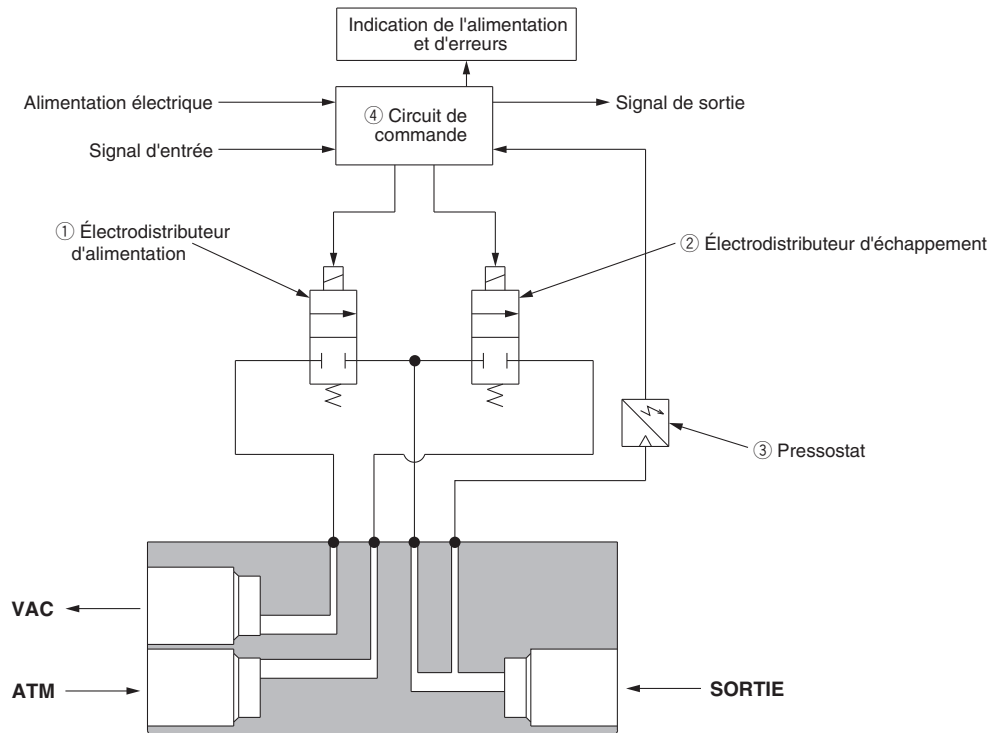 Indication de l'alimentation
et d'erreurs
Alimentation électrique
④ Circuit de
commande
Signal de sortie
Signal d'entrée
① Électrodistributeur
d'alimentation
② Électrodistributeur d'échappement
③ Pressostat
VAC
ATM
SORTIE